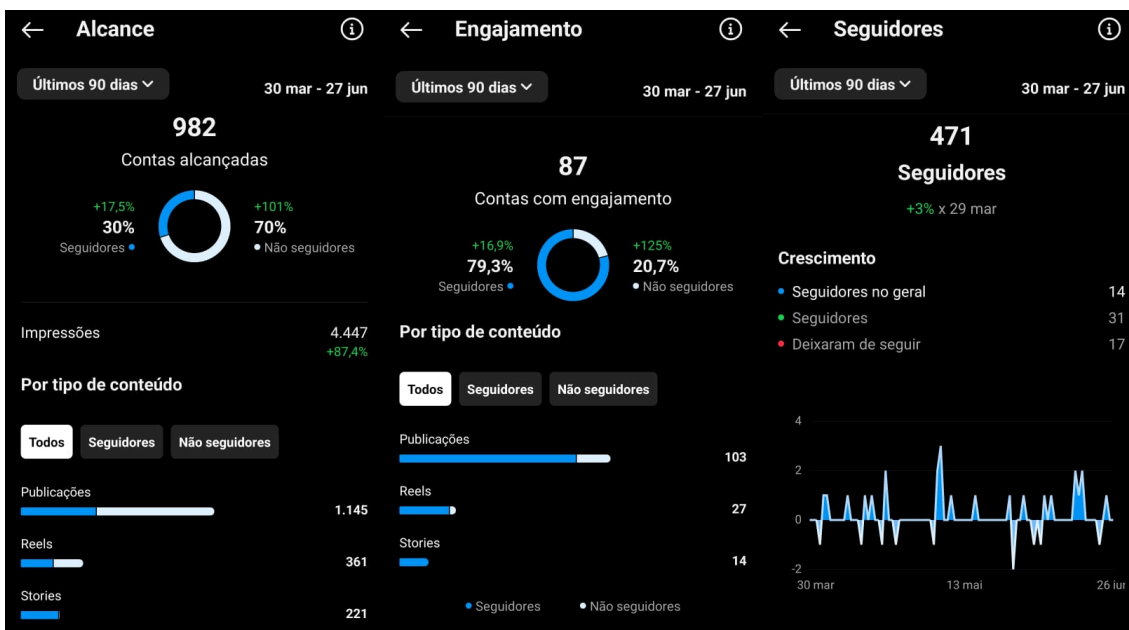 Alcance
Últimos 90 dias
30 mar - 27 jun
982
Contas alcançadas
+17,5%
30%
Seguidores
+101%
70%
Não seguidores
Impressões
4.447
+87,4%
Por tipo de conteúdo
Todos
Seguidores
Não seguidores
Publicações
1.145
Reels
361
Stories
221
Engajamento
Últimos 90 dias
30 mar - 27 jun
87
Contas com engajamento
+16,9%
79,3%
Seguidores
+125%
20,7%
Não seguidores
Por tipo de conteúdo
Todos
Seguidores
Não seguidores
Publicações
103
Reels
27
Stories
14
Seguidores
Não seguidores
Seguidores
Últimos 90 dias
30 mar - 27 jun
471
Seguidores
+3% x 29 mar
Crescimento
Seguidores no geral
14
Seguidores
31
Deixaram de seguir
17
4
2
0
-2
30 mar
13 mai
26